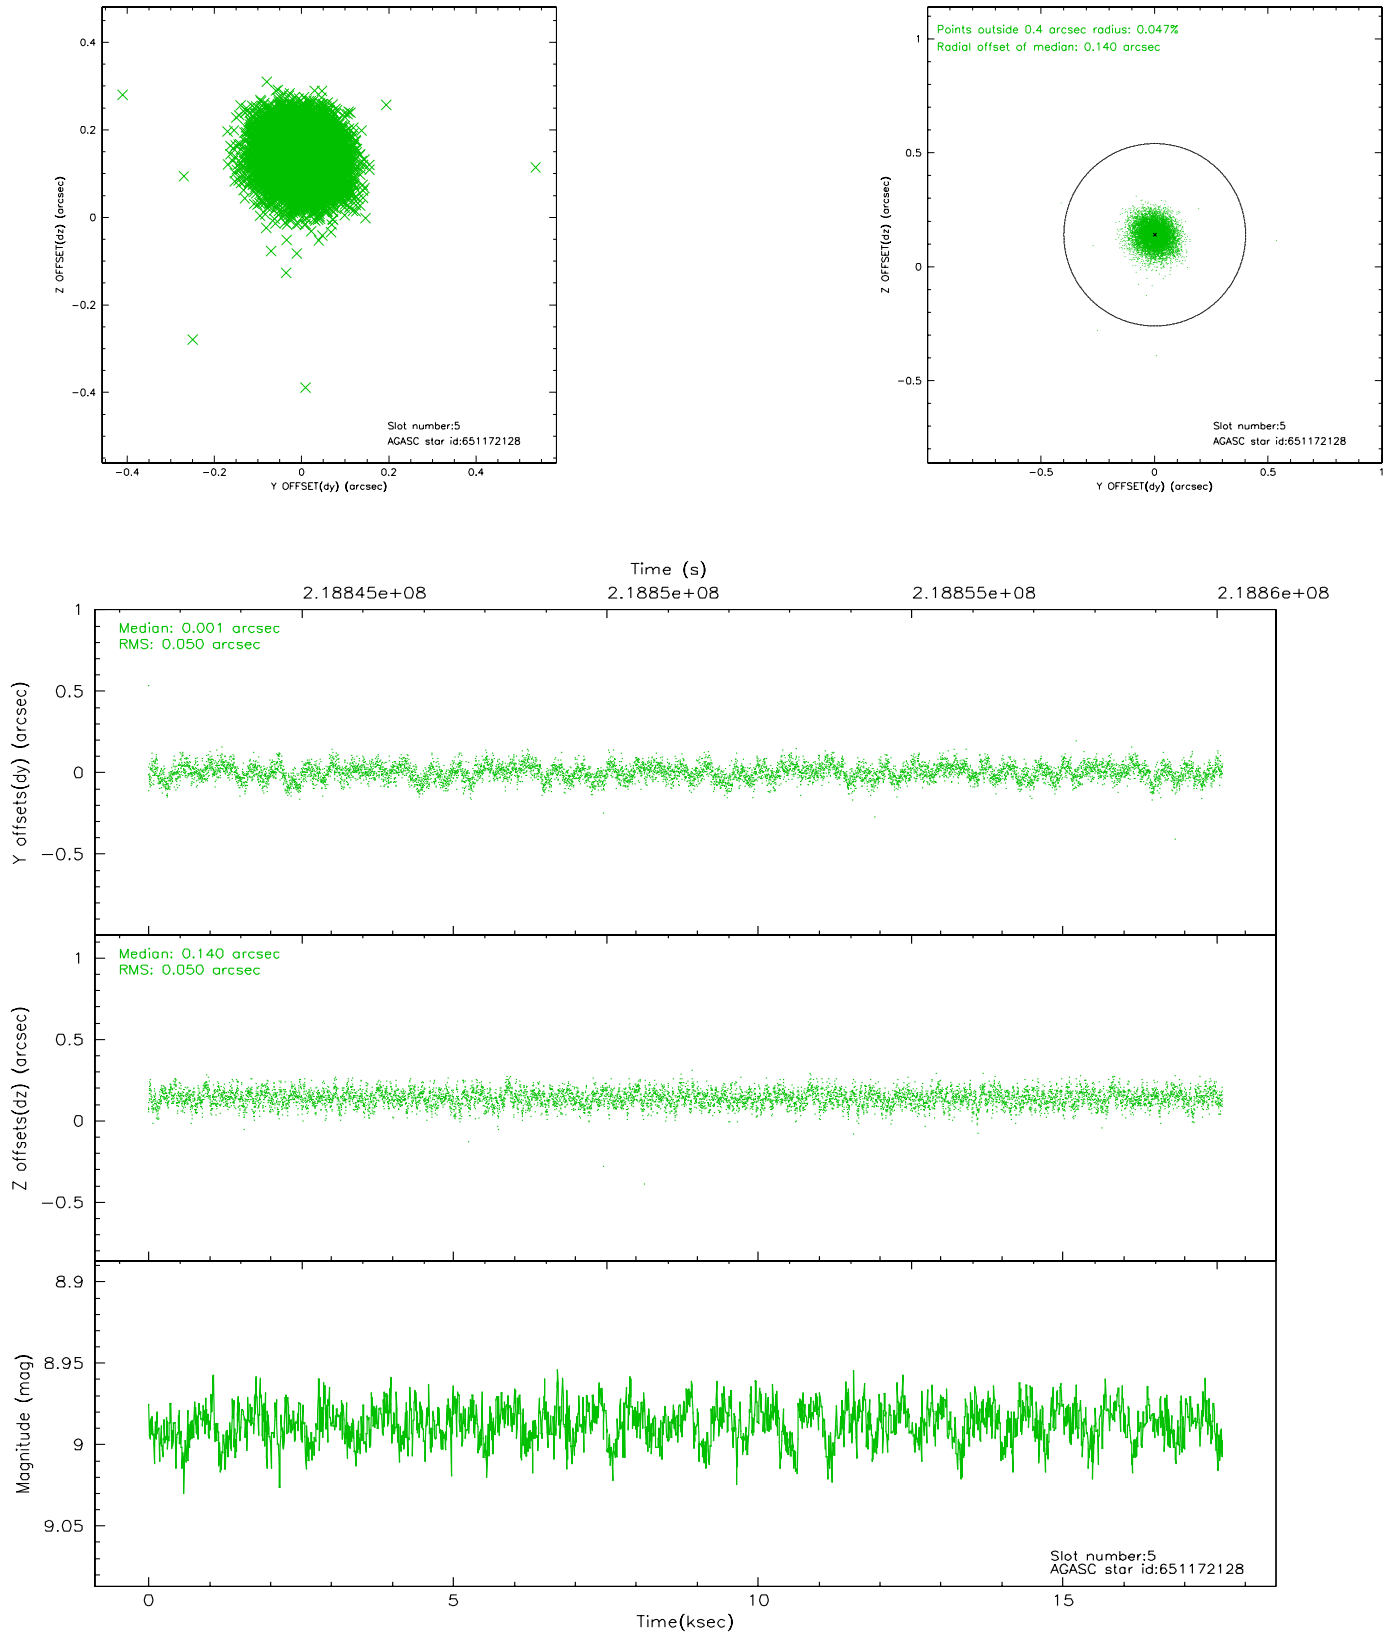 0.4
0.2
0
−0.2
−0.4
Z OFFSET(dz) (arcsec)
−0.4
−0.2
0
0.2
0.4
Y OFFSET(dy) (arcsec)
Slot number:5
AGASC star id:651172128
Points outside 0.4 arcsec radius: 0.047%
Radial offset of median: 0.140 arcsec
1
0.5
0
−0.5
Z OFFSET(dz) (arcsec)
−0.5
0
0.5
1
Y OFFSET(dy) (arcsec)
Slot number:5
AGASC star id:651172128
Time (s)
2.18845e+08
2.1885e+08
2.18855e+08
2.1886e+08
Median: 0.001 arcsec
RMS: 0.050 arcsec
1
0.5
0
−0.5
Y offsets(dy) (arcsec)
Median: 0.140 arcsec
RMS: 0.050 arcsec
1
0.5
0
−0.5
Z offsets(dz) (arcsec)
8.9
8.95
9
9.05
Magnitude (mag)
Slot number:5
AGASC star id:651172128
0
5
10
15
Time(ksec)